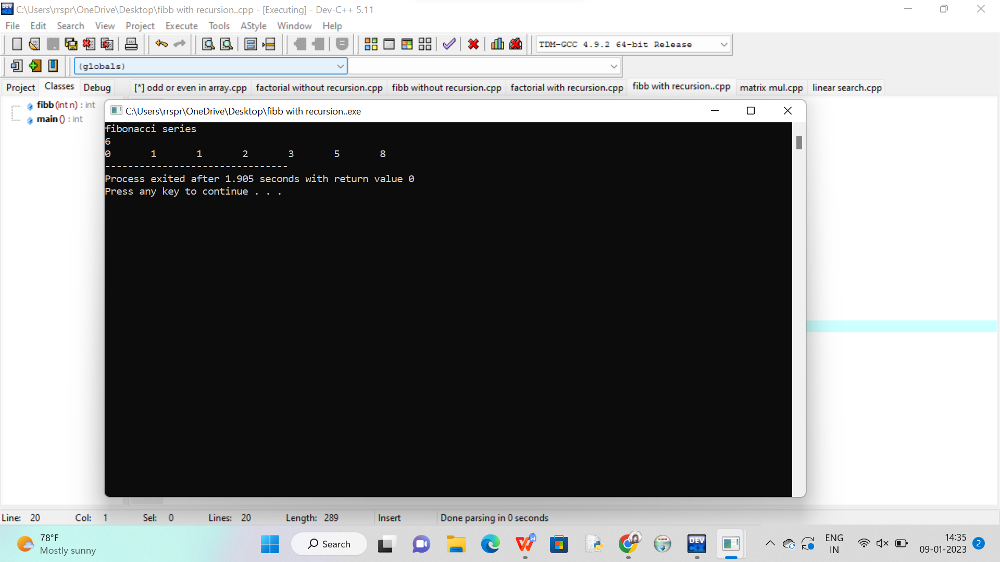 C:\Users\rrspr\OneDrive\Desktop\fibb with recursion..cpp - [Executing] - Dev-C++ 5.11
File Edit Search View Project Execute Tools AStyle Window Help
TDM-GCC 4.9.2 64-bit Release
(globals)
Project Classes Debug
[*] odd or even in array.cpp factorial without recursion.cpp fibb without recursion.cpp factorial with recursion.cpp fibb with recursion..cpp matrix mul.cpp linear search.cpp
fibb (int n) : int
main () : int
C:\Users\rrspr\OneDrive\Desktop\fibb with recursion..exe
fibonacci series
6
0 1 1 2 3 5 8
--------------------------------
Process exited after 1.905 seconds with return value 0
Press any key to continue . . .
Line: 20 Col: 1 Sel: 0 Lines: 20 Length: 289 Insert Done parsing in 0 seconds
78°F
Mostly sunny
Search
DEV
C++
ENG
IN
14:35
09-01-2023
2